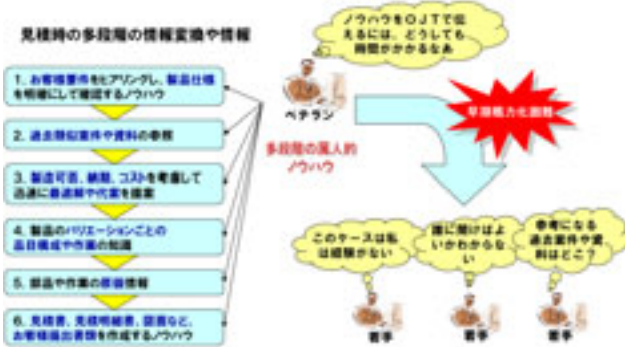 見積時の多段階の情報変換や情報
1. お客様要件をヒアリングし、製品仕様
を明確にして確認するノウハウ
2. 過去類似案件や資料の参照
3. 製造可否、納期、コストを考慮して
迅速に最適解や代案を提案
4. 製品のバリエーションごとの
品目構成や作業の知識
5. 部品や作業の原価情報
6. 見積書、見積明細書、図面など、
お客様提出書類を作成するノウハウ
ノウハウをOJTで伝
えるには、どうしても
時間がかかるなあ
ベテラン
多段階の属人的
ノウハウ
早期戦力化困難
このケースは私
は経験がない
誰に聞けばよ
いかわからな
い
参考になる
過去案件や資
料はどこ?
若手
若手
若手